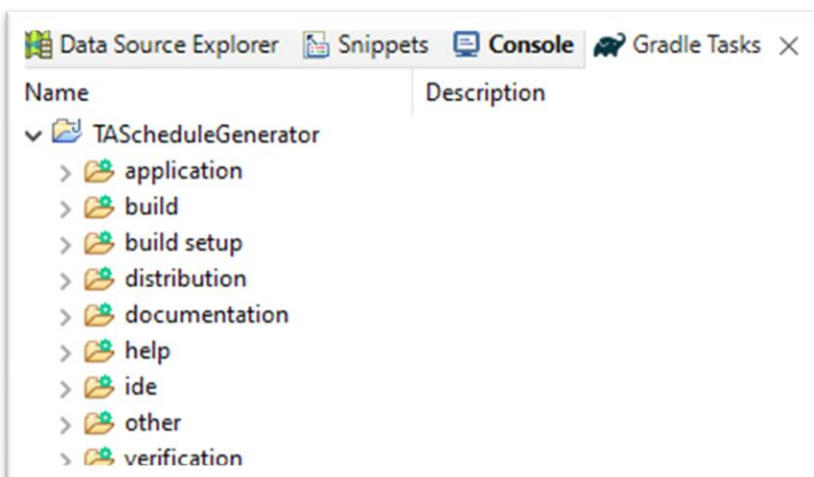 Data Source Explorer Snippets Console Gradle Tasks
Name Description
TAScheduleGenerator
application
build
build setup
distribution
documentation
help
ide
other
verification